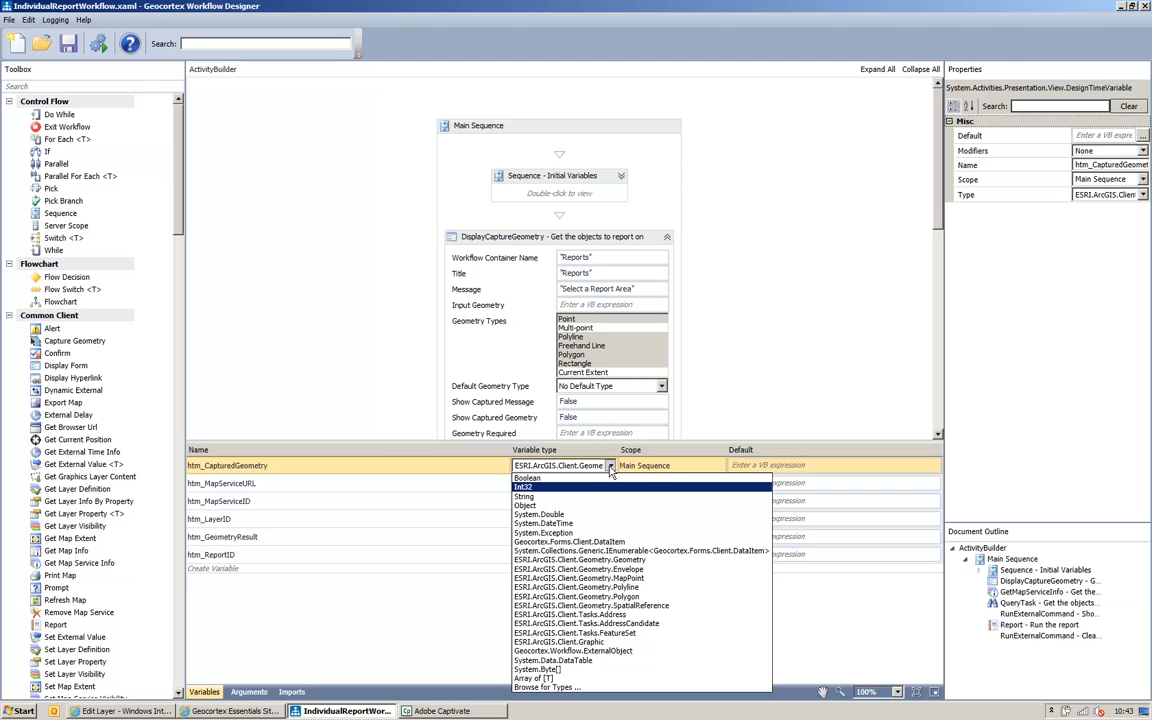 IndividualReportWorkflow.xaml - Geocortex Workflow Designer
File Edit Logging Help
Search:
Toolbox
Search
Control Flow
Do While
Exit Workflow
For Each <T>
If
Parallel
Parallel For Each <T>
Pick
Pick Branch
Sequence
Server Scope
Switch <T>
While
Flowchart
Flow Decision
Flow Switch <T>
Flowchart
Common Client
Alert
Capture Geometry
Confirm
Display Form
Display Hyperlink
Dynamic External
Export Map
External Delay
Get Browser Url
Get Current Position
Get External Info
Get External Value <T>
Get Graphics Layer Content
Get Layer Definition
Get Layer Info By Property
Get Layer Property <T>
Get Layer Visibility
Get Map Extent
Get Map Info
Get Map Service Info
Print Map
Prompt
Refresh Map
Remove Map Service
Report
Set External Value
Set Layer Definition
Set Layer Property
Set Layer Visibility
Set Map Extent
Set Map Info
ActivityBuilder
Expand All Collapse All
Main Sequence
Sequence - Initial Variables
Double-click to view
DisplayCaptureGeometry - Get the objects to report on
Workflow Container Name "Reports"
Title "Reports"
Message "Select a Report Area"
Input Geometry Enter a VB expression
Geometry Types
Point
Multi-point
Polyline
Freehand Line
Polygon
Rectangle
Current Extent
Default Geometry Type No Default Type
Show Captured Message False
Show Captured Geometry False
Geometry Required Enter a VB expression
Name Variable type Scope Default
htm_CapturedGeometry ESRI.ArcGIS.Client.Geome Main Sequence Enter a VB expression
htm_MapServiceURL expression
htm_MapServiceID expression
htm_LayerID expression
htm_GeometryResult expression
htm_ReportID expression
Create Variable
Boolean
Int32
String
Object
System.Double
System.DateTime
System.Exception
Geocortex.Forms.Client.DataItem
System.Collections.Generic.IEnumerable<Geocortex.Forms.Client.DataItem>
ESRI.ArcGIS.Client.Geometry.Geometry
ESRI.ArcGIS.Client.Geometry.Envelope
ESRI.ArcGIS.Client.Geometry.MapPoint
ESRI.ArcGIS.Client.Geometry.Polyline
ESRI.ArcGIS.Client.Geometry.Polygon
ESRI.ArcGIS.Client.Geometry.SpatialReference
ESRI.ArcGIS.Client.Tasks.Address
ESRI.ArcGIS.Client.Tasks.AddressCandidate
ESRI.ArcGIS.Client.Tasks.FeatureSet
ESRI.ArcGIS.Client.Graphic
Geocortex.Workflow.ExternalObject
System.Data.DataTable
System.Byte[]
Array of [T]
Browse for Types ...
Variables Arguments Imports
100%
Properties
System.Activities.Presentation.View.DesignTimeVariable
Search: Clear
Misc
Default Enter a VB expre ...
Modifiers None
Name htm_CapturedGeomet
Scope Main Sequence
Type ESRI.ArcGIS.Clien
Document Outline
ActivityBuilder
Main Sequence
Sequence - Initial Variables
DisplayCaptureGeometry - G...
GetMapServiceInfo - Get the...
QueryTask - Get the objects...
RunExternalCommand - Sho...
Report - Run the report
RunExternalCommand - Clea...
Start
Edit Layer - Windows Int...
Geocortex Essentials Sit...
IndividualReportWor...
Adobe Captivate
10:43